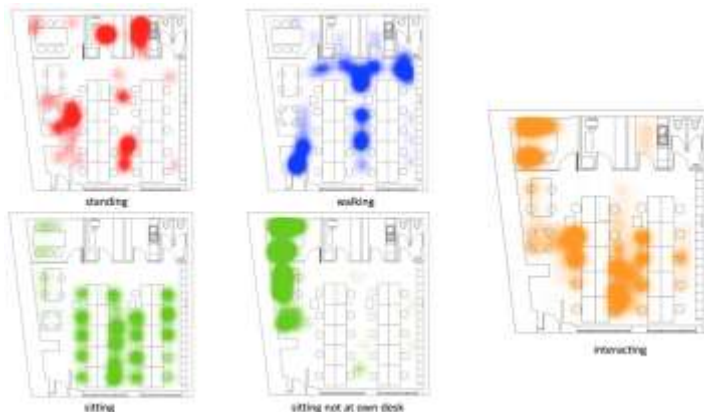 standing
walking
interacting
sitting
sitting not at own desk